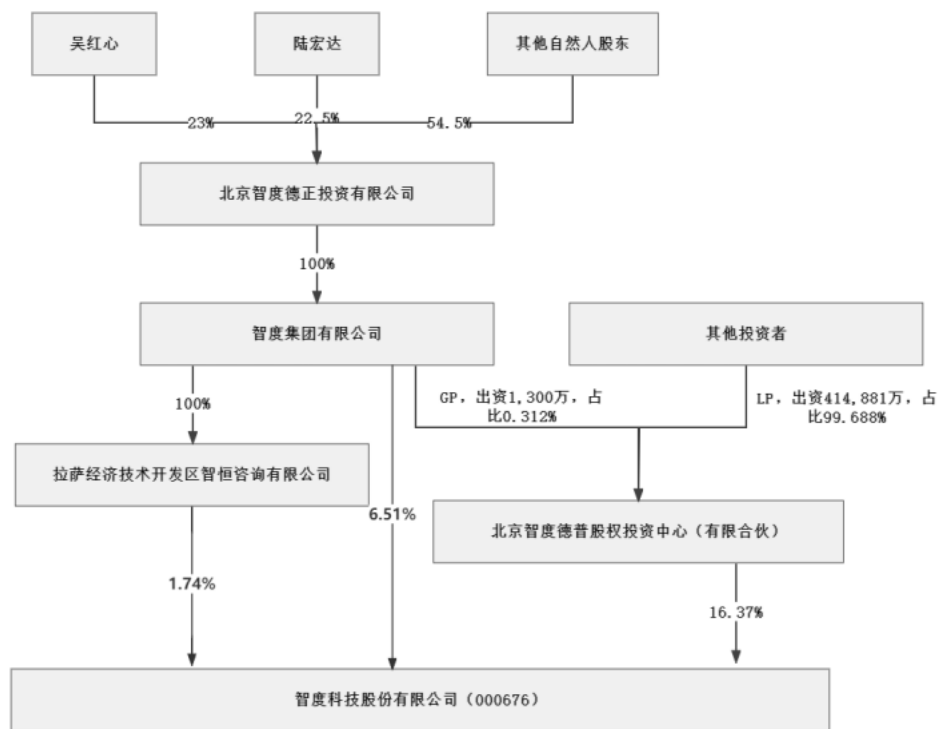 吴红心
陆宏达
其他自然人股东
23%
22.5%
54.5%
北京智度德正投资有限公司
100%
智度集团有限公司
其他投资者
100%
GP，出资1,300万，占
比0.312%
LP，出资414,881万，占
比99.688%
拉萨经济技术开发区智恒咨询有限公司
6.51%
北京智度德普股权投资中心（有限合伙）
1.74%
16.37%
智度科技股份有限公司（000676）